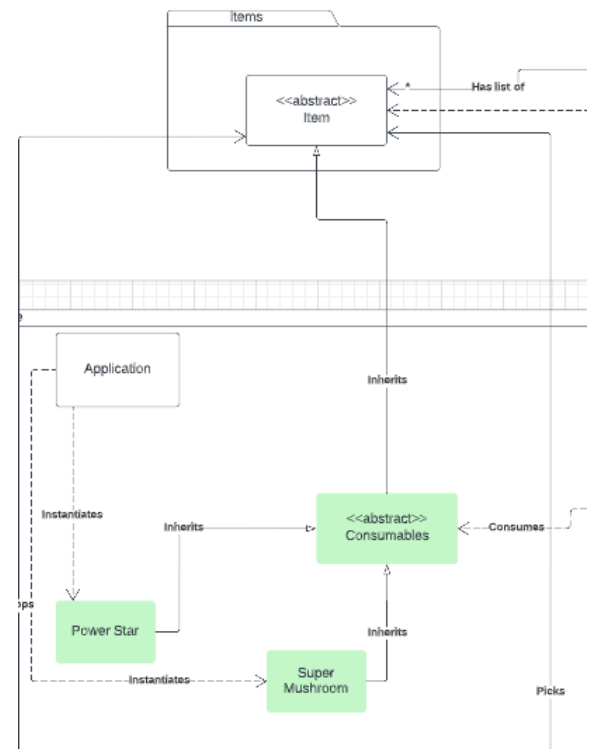 Items
<<abstract>>
Item
*
Has list of
Application
Inherits
Instantiates
Inherits
<<abstract>>
Consumables
Consumes
Power Star
Inherits
Super
Mushroom
Instantiates
Picks